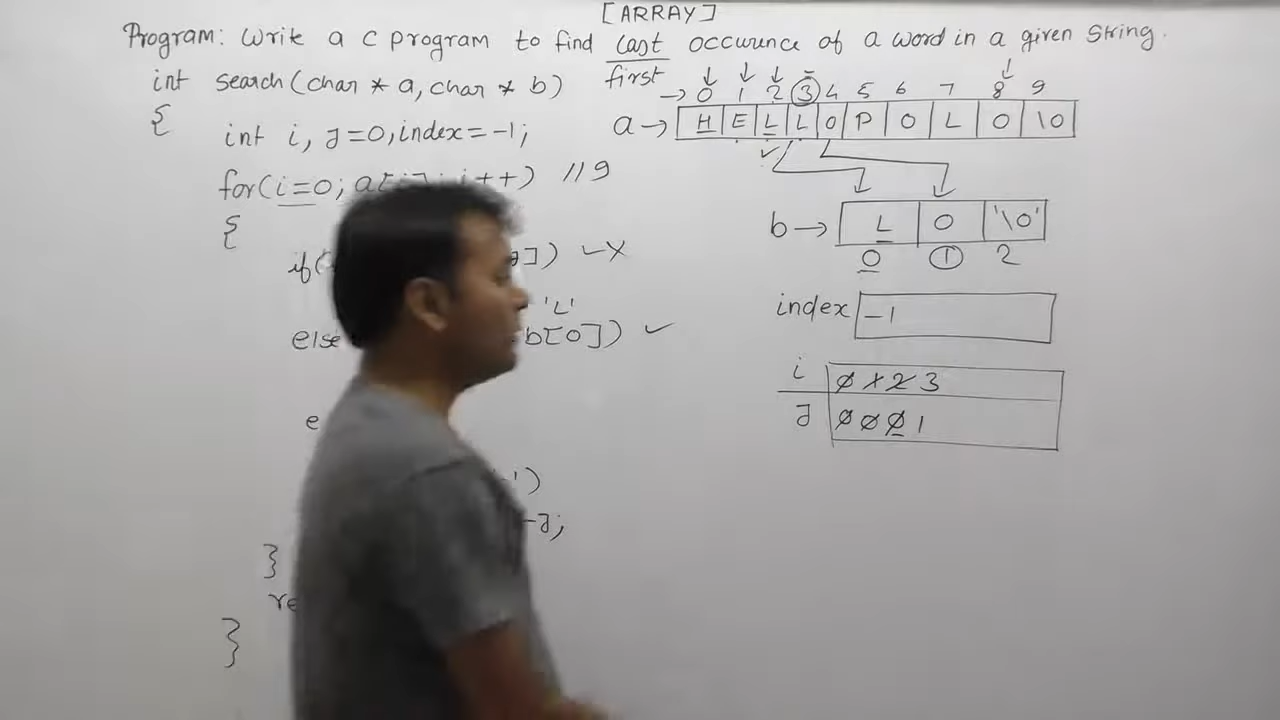 [ARRAY]
Program: Write a c program to find last occurence of a word in a given string.
first
int search(char * a, char * b)
0 1 2 3 4 5 6 7 8 9
{
a→ H E L L O P O L O \0
int i, J=0, index=-1;
for(i=0; i++) //9
{
b→ L O '\0'
0 1 2
if( ]) ✓X
'L'
index -1
else b[0]) ✓
i 0 1 2 3
J 0 0 0 1
e
')
-J;
}
}